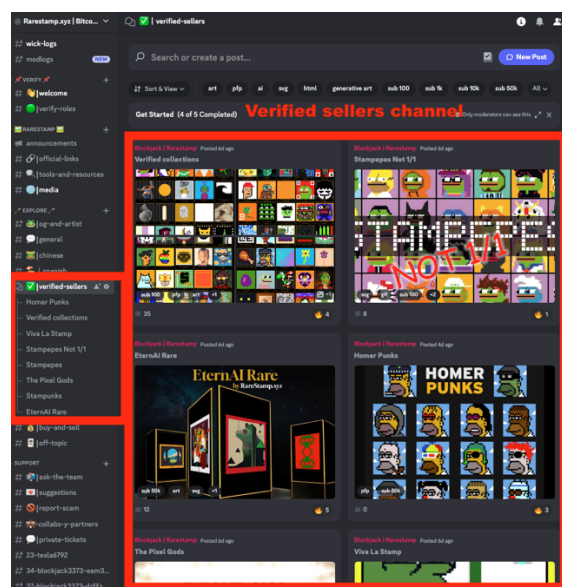 Rarestamp.xyz | Bitco...
wick-logs
modlogs NEW
VERIFY
|welcome
|verify-roles
RARESTAMP
announcements
|official-links
|tools-and-resources
|media
EXPLORE
|og-and-artist
|general
|chinese
|spanish
|verified-sellers
Homer Punks
Verified collections
Viva La Stamp
Stampepes Not 1/1
Stampepes
The Pixel Gods
Stampunks
EternAl Rare
|buy-and-sell
|off-topic
SUPPORT
|ask-the-team
|suggestions
|report-scam
|collabs-y-partners
|private-tickets
23-tesla6792
34-blockjack3373-eem3...
| verified-sellers
Search or create a post...
New Post
Sort & View
art
pfp
ai
svg
html
generative art
sub 100
sub 1k
sub 10k
sub 50k
All
Get Started (4 of 5 Completed)
Verified sellers channel
Only moderators can see this
Blockjack | Rarestamp Posted 6d ago
Verified collections
sub 100 pfp art +1
35
4
Blockjack | Rarestamp Posted 6d ago
Stampepes Not 1/1
STAMPEPES
NOT 1/1
svg gif sub 100 +2
8
1
Blockjack | Rarestamp Posted 6d ago
EternAl Rare
EternAl Rare
by RareStamp.xyz
sub 50k art svg +1
12
5
Blockjack | Rarestamp Posted 6d ago
Homer Punks
HOMER
PUNKS
pfp sub 50k
0
3
Blockjack | Rarestamp Posted 6d ago
The Pixel Gods
Blockjack | Rarestamp Posted 6d ago
Viva La Stamp